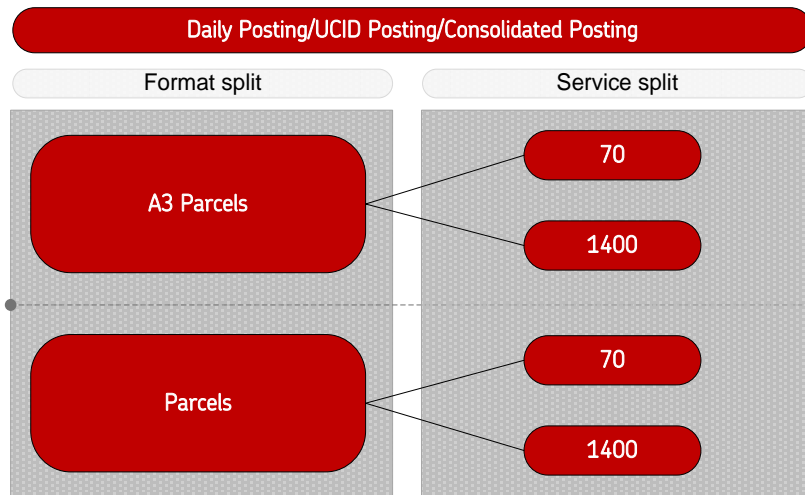 Daily Posting/UCID Posting/Consolidated Posting
Format split
Service split
A3 Parcels
70
1400
Parcels
70
1400